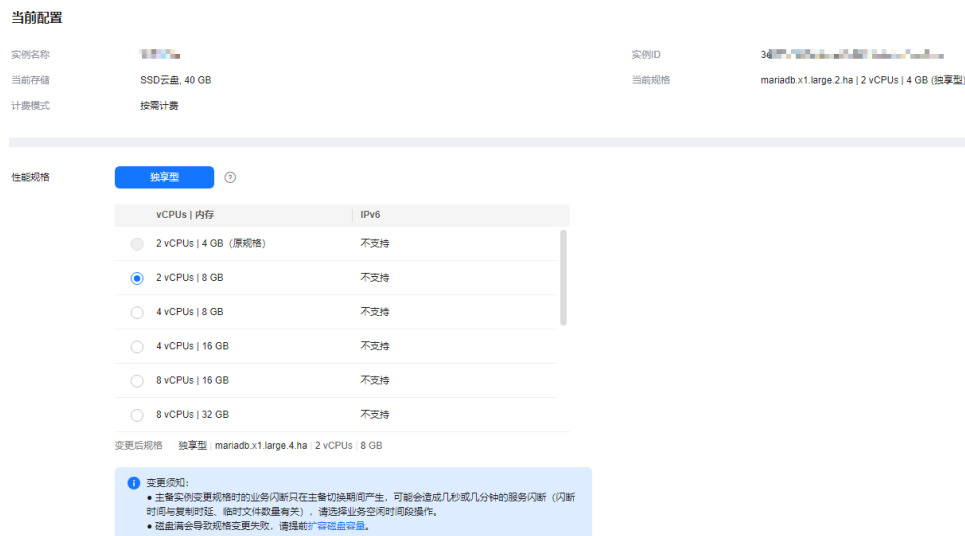 当前配置
实例名称 实例ID
当前存储 SSD云盘, 40 GB 当前规格 mariadb.x1.large.2.ha | 2 vCPUs | 4 GB (独享型)
计费模式 按需计费
性能规格 独享型 ?
vCPUs | 内存 IPv6
2 vCPUs | 4 GB（原规格） 不支持
2 vCPUs | 8 GB 不支持
4 vCPUs | 8 GB 不支持
4 vCPUs | 16 GB 不支持
8 vCPUs | 16 GB 不支持
8 vCPUs | 32 GB 不支持
变更后规格 独享型 | mariadb.x1.large.4.ha | 2 vCPUs | 8 GB
变更须知：
● 主备实例变更规格时的业务闪断只在主备切换期间产生，可能会造成几秒或几分钟的服务闪断（闪断
时间与复制时延、临时文件数量有关），请选择业务空闲时间段操作。
● 磁盘满会导致规格变更失败，请提前扩容磁盘容量。